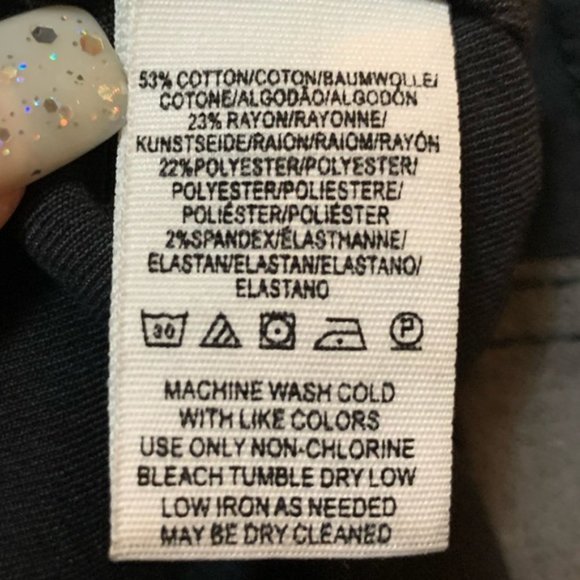 53% COTTON/COTON/BAUMWOLLE/
COTONE/ALGODÃO/ALGODÓN
23% RAYON/RAYONNE/
KUNSTSEIDE/RAION/RAIOM/RAYÓN
22%POLYESTER/POLYESTER/
POLYESTER/POLIESTERE/
POLIÉSTER/POLIÉSTER
2%SPANDEX/ÉLASTHANNE/
ELASTAN/ELASTAN/ELASTANO/
ELASTANO
30 P
MACHINE WASH COLD
WITH LIKE COLORS
USE ONLY NON-CHLORINE
BLEACH TUMBLE DRY LOW
LOW IRON AS NEEDED
MAY BE DRY CLEANED